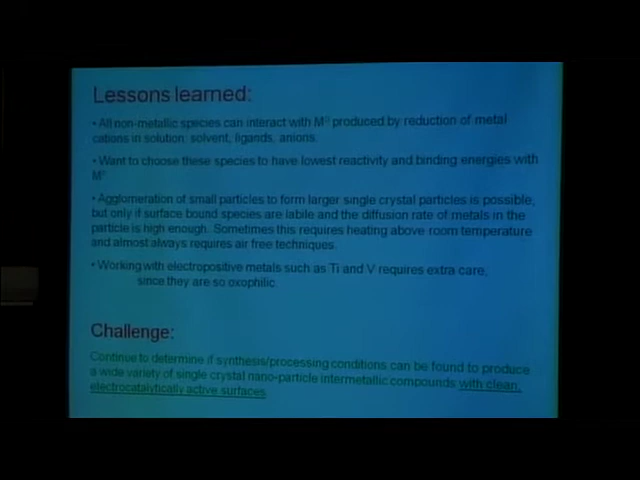 Lessons learned:
• All non-metallic species can interact with M⁰ produced by reduction of metal
cations in solution: solvent, ligands, anions.
• Want to choose these species to have lowest reactivity and binding energies with
M⁰
• Agglomeration of small particles to form larger single crystal particles is possible,
but only if surface bound species are labile and the diffusion rate of metals in the
particle is high enough. Sometimes this requires heating above room temperature
and almost always requires air free techniques.
• Working with electropositive metals such as Ti and V requires extra care,
since they are so oxophilic.
Challenge:
Continue to determine if synthesis/processing conditions can be found to produce
a wide variety of single crystal nano-particle intermetallic compounds with clean,
electrocatalytically active surfaces.